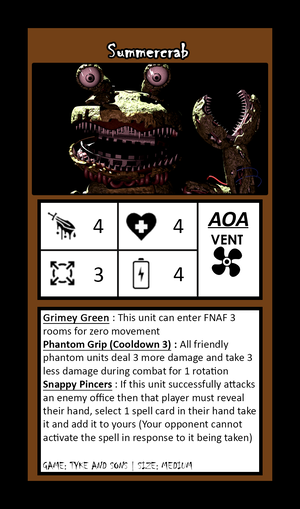 Summercrab
4
4
AOA
VENT
3
4
Grimey Green : This unit can enter FNAF 3
rooms for zero movement
Phantom Grip (Cooldown 3) : All friendly
phantom units deal 3 more damage and take 3
less damage during combat for 1 rotation
Snappy Pincers : If this unit successfully attacks
an enemy office then that player must reveal
their hand, select 1 spell card in their hand take
it and add it to yours (Your opponent cannot
activate the spell in response to it being taken)
GAME: TYKE AND SONS | SIZE: MEDIUM